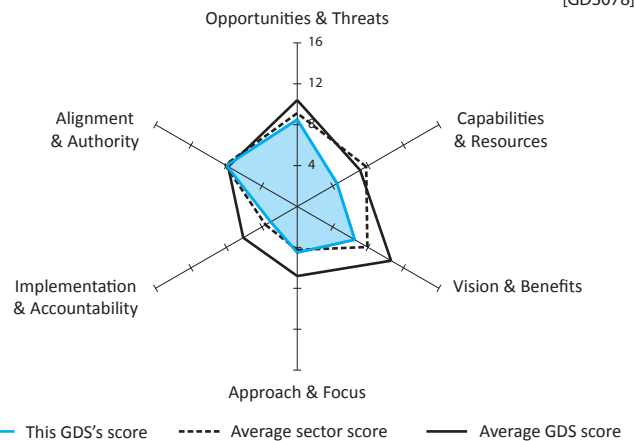 [GDS078]
Opportunities & Threats
16
12
8
4
Alignment
& Authority
Capabilities
& Resources
Implementation
& Accountability
Vision & Benefits
Approach & Focus
This GDS's score
Average sector score
Average GDS score